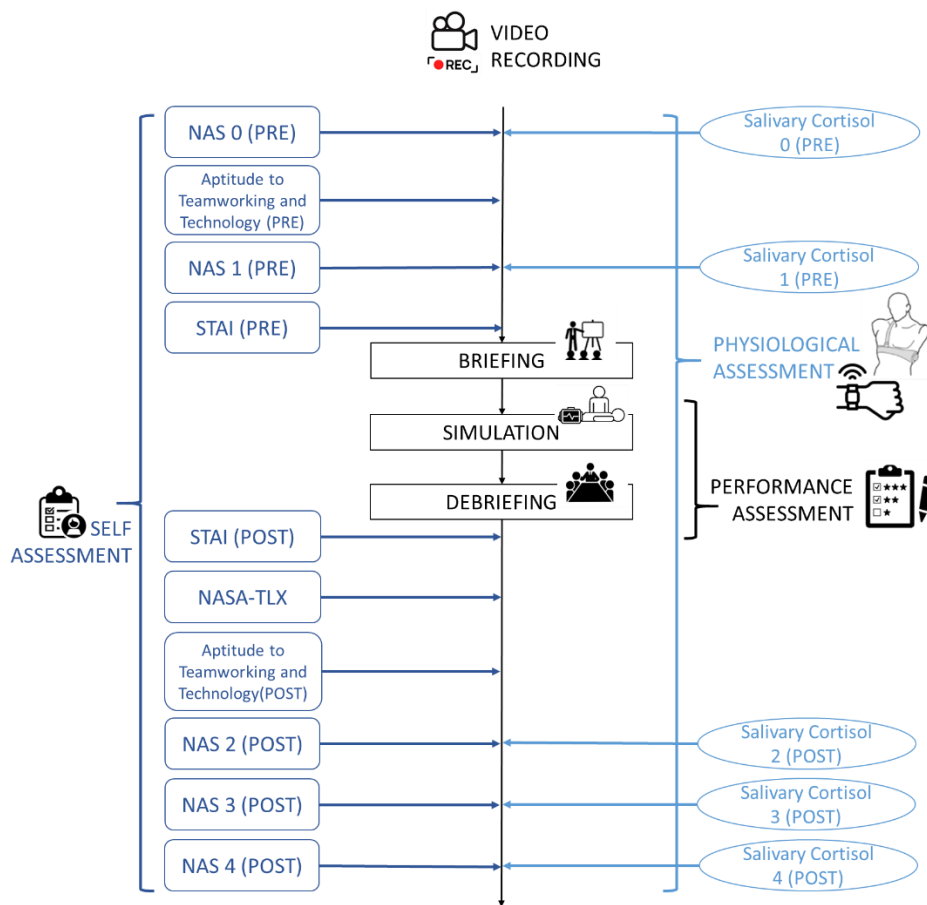 VIDEO
RECORDING
REC
NAS 0 (PRE)
Salivary Cortisol
0 (PRE)
Aptitude to
Teamworking and
Technology (PRE)
NAS 1 (PRE)
Salivary Cortisol
1 (PRE)
STAI (PRE)
BRIEFING
PHYSIOLOGICAL
ASSESSMENT
SIMULATION
DEBRIEFING
PERFORMANCE
ASSESSMENT
SELF
ASSESSMENT
STAI (POST)
NASA-TLX
Aptitude to
Teamworking and
Technology(POST)
NAS 2 (POST)
Salivary Cortisol
2 (POST)
NAS 3 (POST)
Salivary Cortisol
3 (POST)
NAS 4 (POST)
Salivary Cortisol
4 (POST)